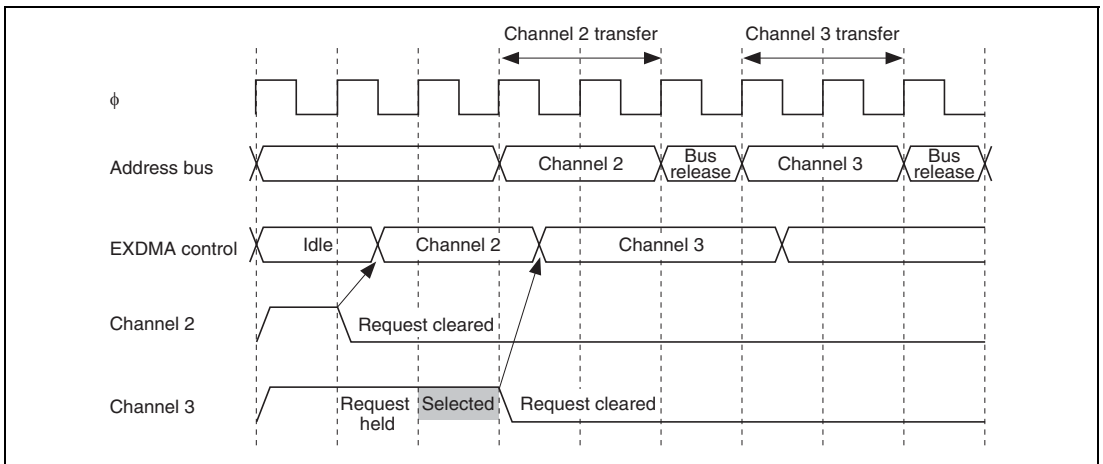 Channel 2 transfer
Channel 3 transfer
ϕ
Address bus
Channel 2
Bus
release
Channel 3
Bus
release
EXDMA control
Idle
Channel 2
Channel 3
Channel 2
Request cleared
Channel 3
Request
held
Selected
Request cleared